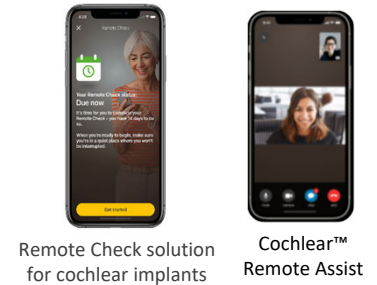 Remote Check
Your Remote Check status:
Due now
It's time for you to complete your
Remote Check - you have 14 days to do
so.
When you're ready to begin, make sure
you're in a quiet place where you won't
be interrupted.
Get started
Remote Check solution
for cochlear implants
Cochlear™
Remote Assist